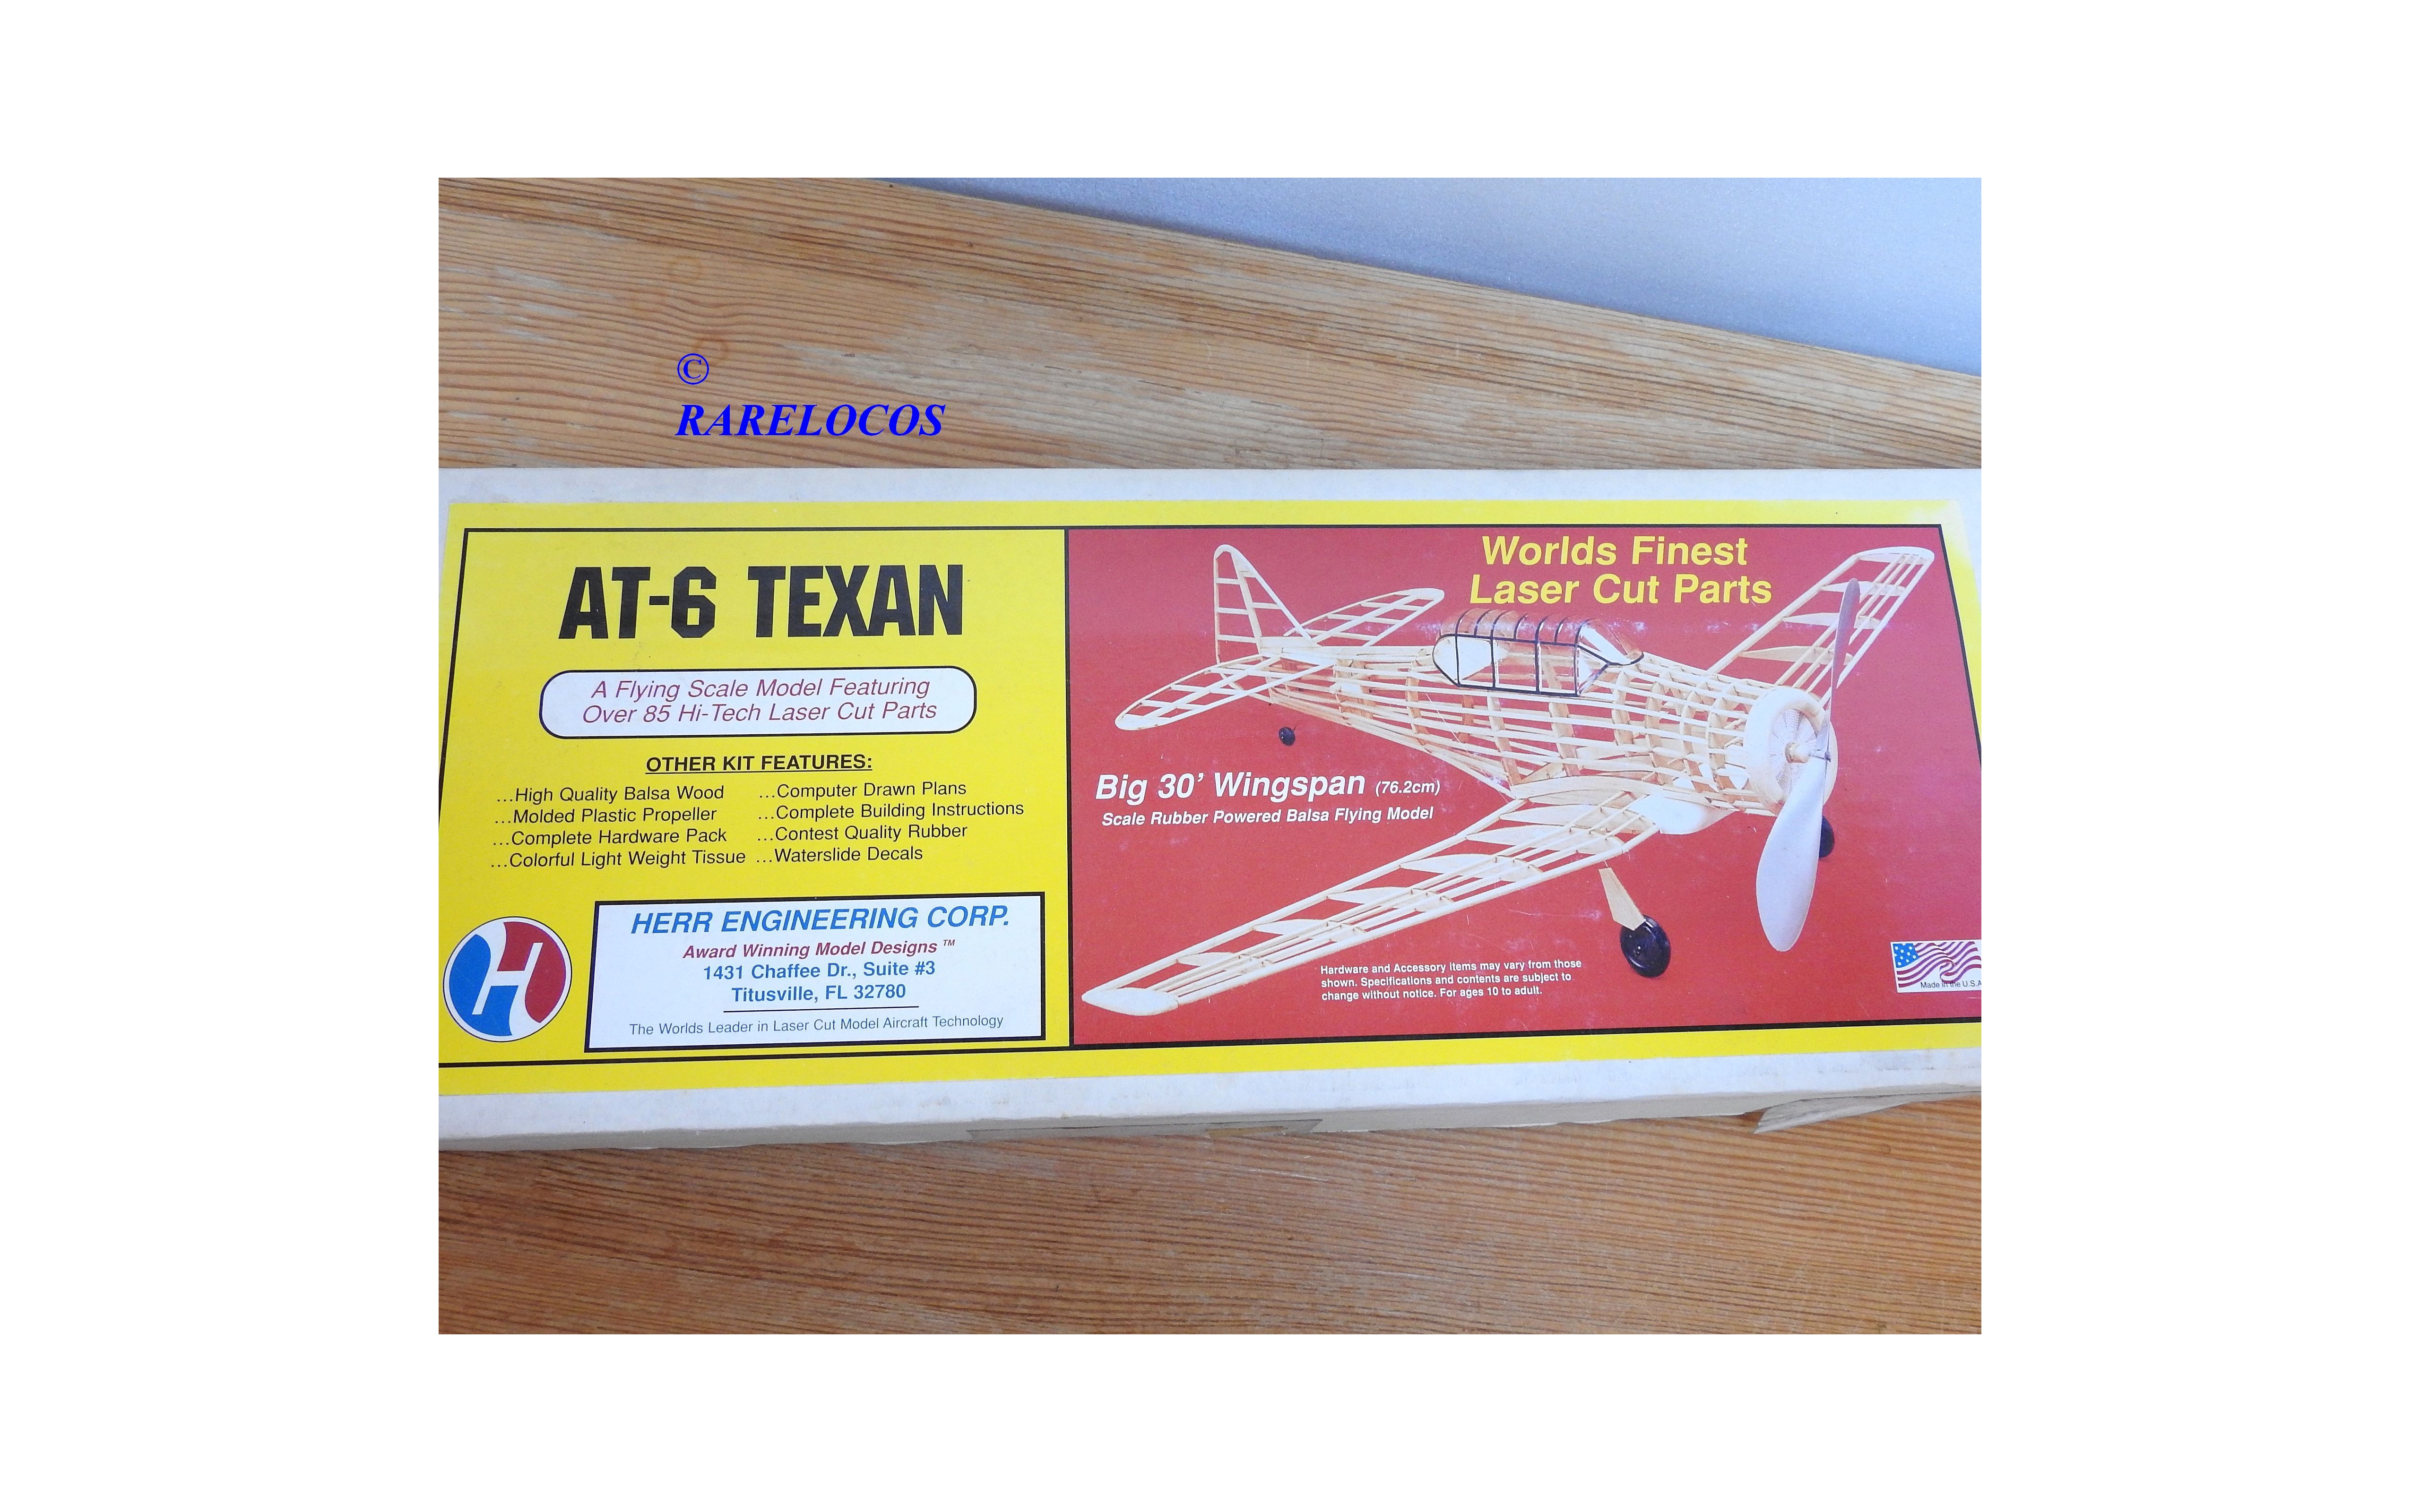 ©
RARELOCOS
AT-6 TEXAN
A Flying Scale Model Featuring
Over 85 Hi-Tech Laser Cut Parts
OTHER KIT FEATURES:
...High Quality Balsa Wood
...Molded Plastic Propeller
...Complete Hardware Pack
...Colorful Light Weight Tissue
...Computer Drawn Plans
...Complete Building Instructions
...Contest Quality Rubber
...Waterslide Decals
H
HERR ENGINEERING CORP.
Award Winning Model Designs ™
1431 Chaffee Dr., Suite #3
Titusville, FL 32780
The Worlds Leader in Laser Cut Model Aircraft Technology
Worlds Finest
Laser Cut Parts
Big 30' Wingspan (76.2cm)
Scale Rubber Powered Balsa Flying Model
Hardware and Accessory items may vary from those
shown. Specifications and contents are subject to
change without notice. For ages 10 to adult.
Made in the U.S.A